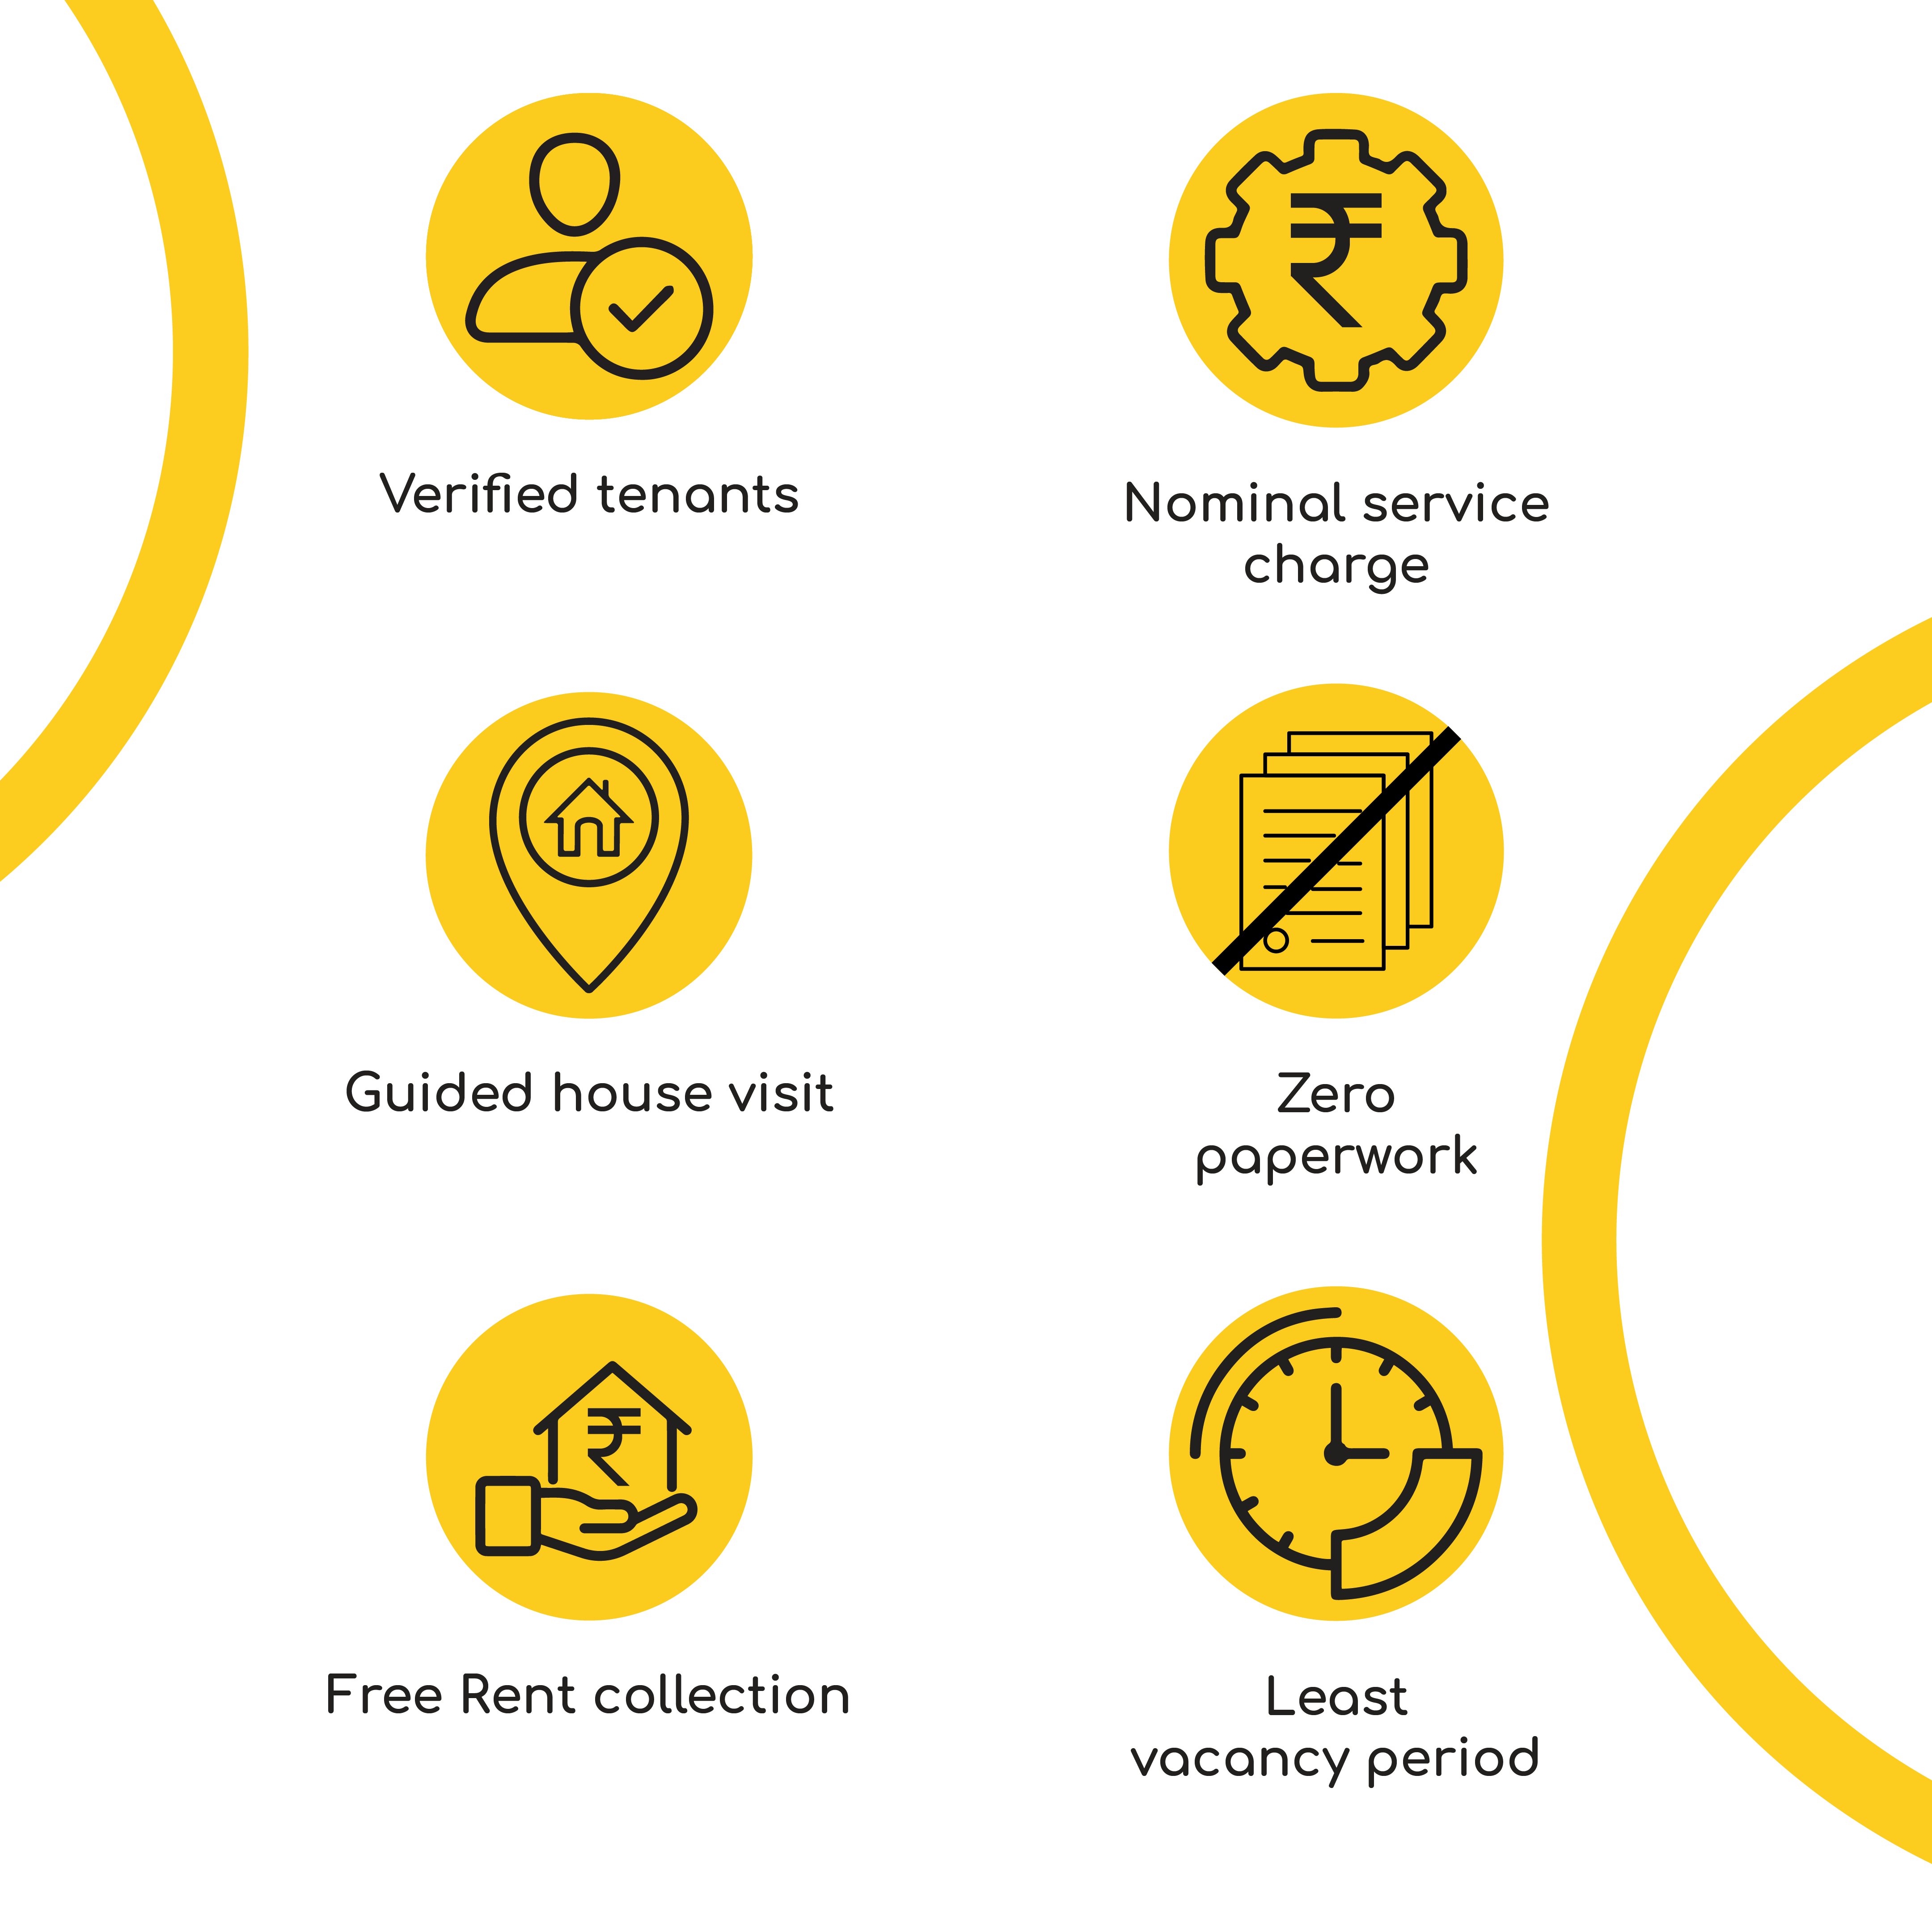 Verified tenants
Nominal service
charge
Guided house visit
Zero
paperwork
₹
Free Rent collection
Least
vacancy period